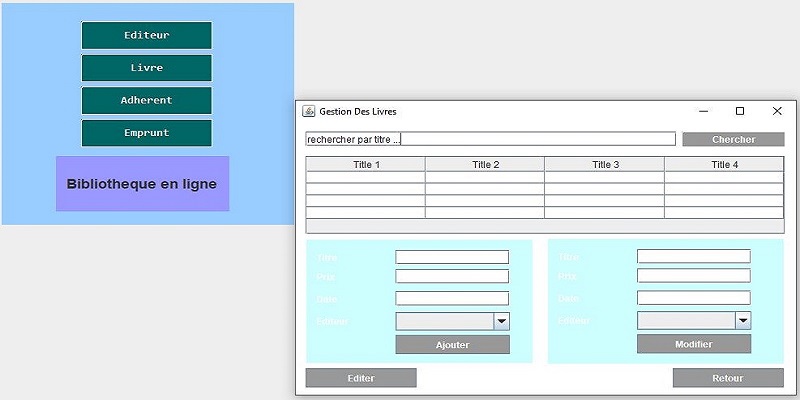 Editeur
Livre
Adherent
Emprunt
Bibliotheque en ligne
Gestion Des Livres
rechercher par titre ...
Chercher
Title 1 Title 2 Title 3 Title 4
Titre Titre
Prix Prix
Date Date
Editeur Editeur
Ajouter Modifier
Editer Retour